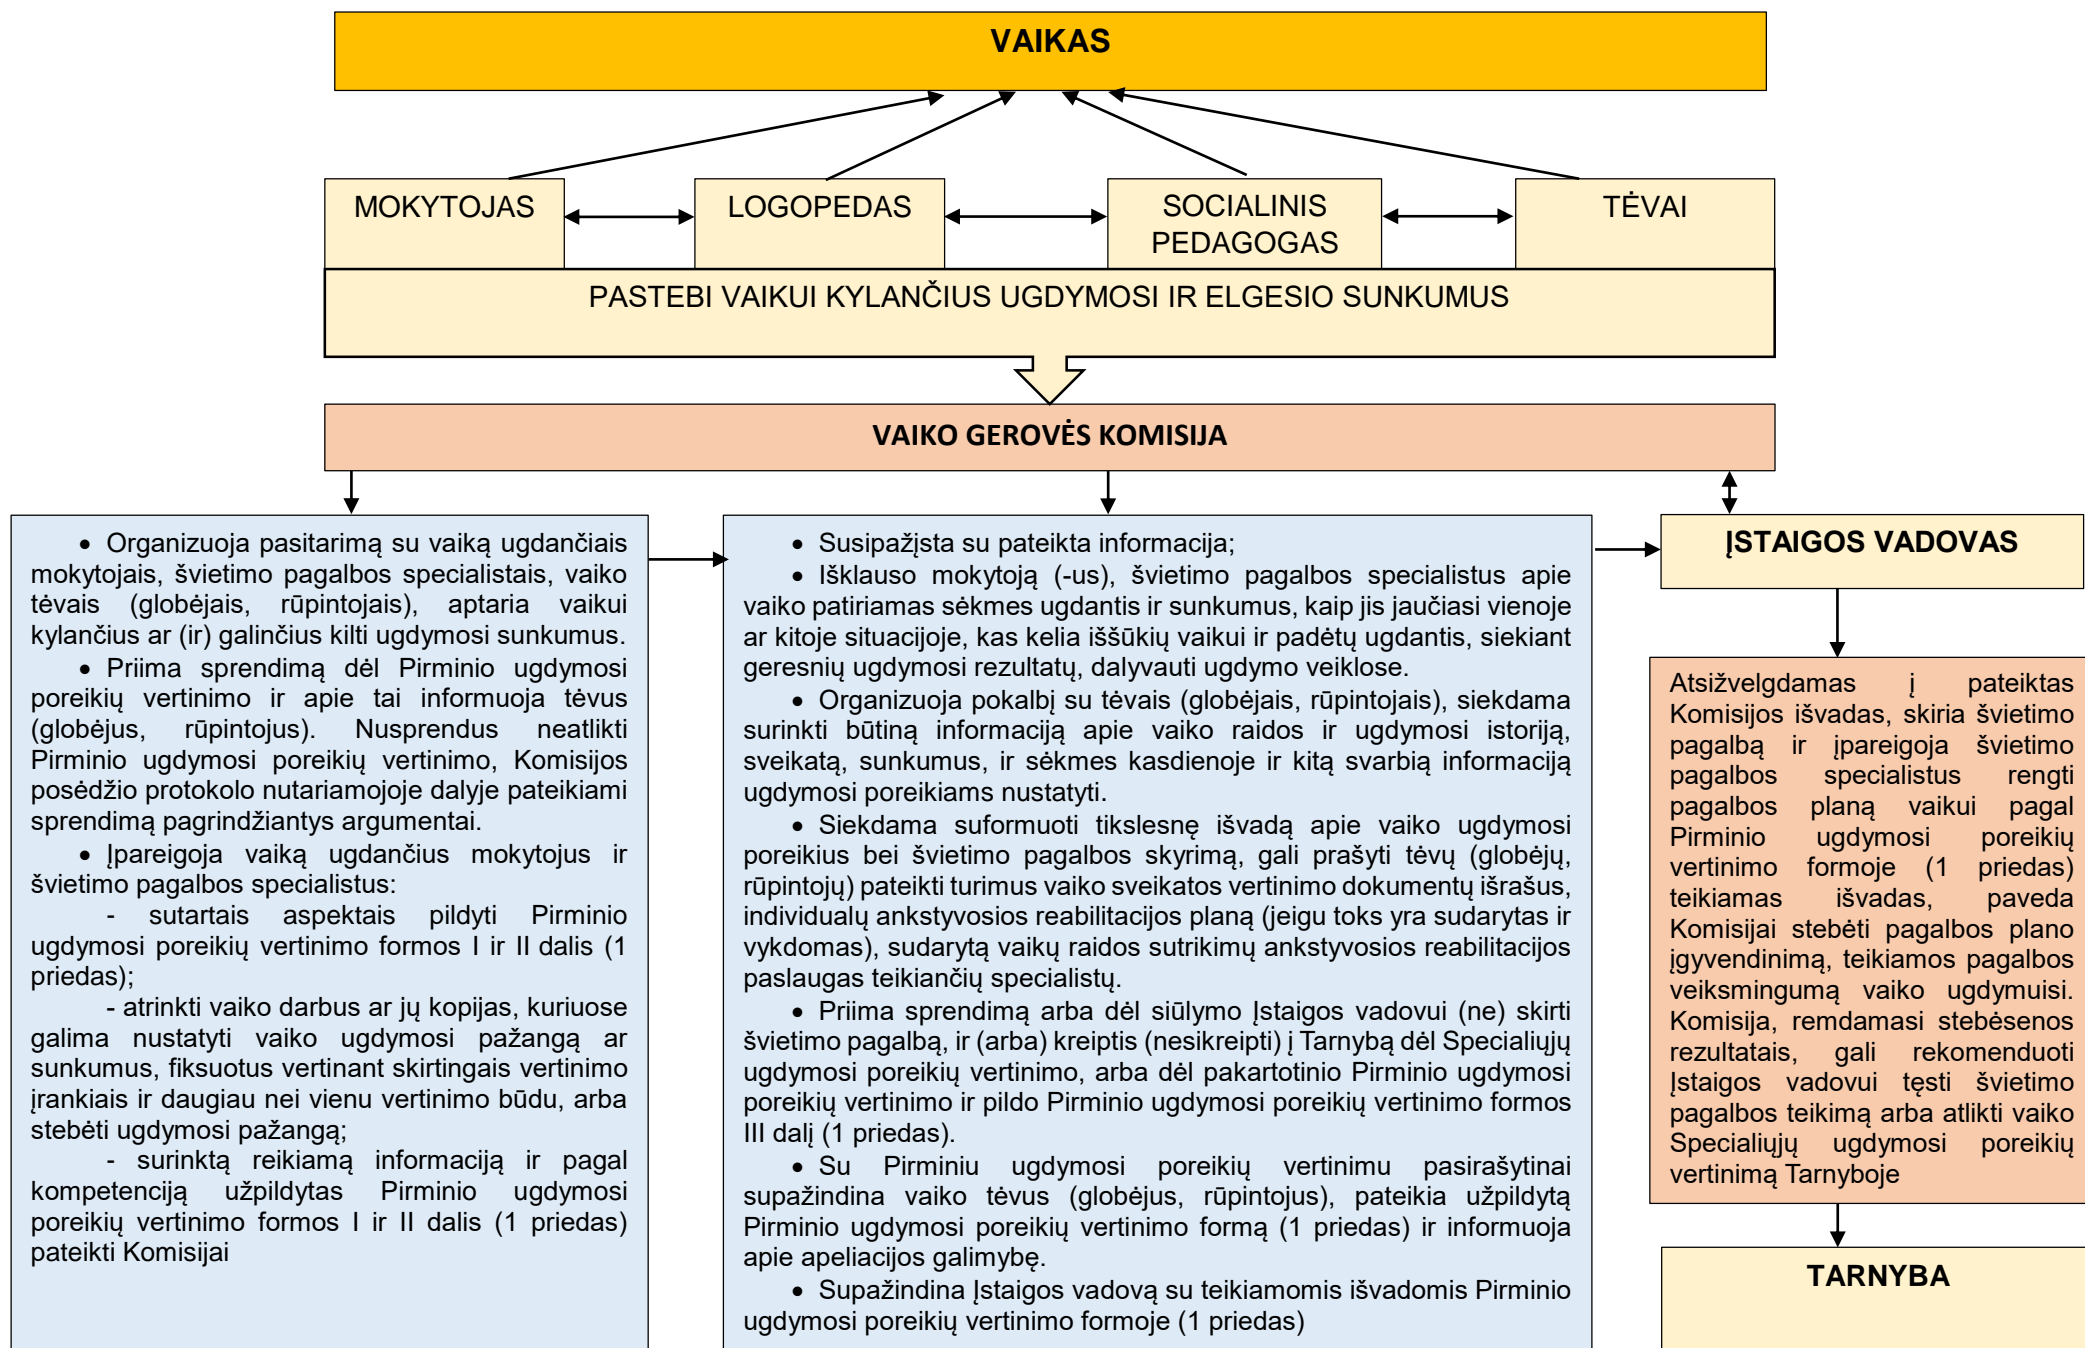 VAIKAS
MOKYTOJAS
LOGOPEDAS
SOCIALINIS
PEDAGOGAS
TĖVAI
PASTEBI VAIKUI KYLANČIUS UGDYMOSI IR ELGESIO SUNKUMUS
VAIKO GEROVĖS KOMISIJA
• Organizuoja pasitarimą su vaiką ugdančiais
mokytojais, švietimo pagalbos specialistais, vaiko
tėvais (globėjais, rūpintojais), aptaria vaikui
kylančius ar (ir) galinčius kilti ugdymosi sunkumus.
• Priima sprendimą dėl Pirminio ugdymosi
poreikių vertinimo ir apie tai informuoja tėvus
(globėjus, rūpintojus). Nusprendus neatlikti
Pirminio ugdymosi poreikių vertinimo, Komisijos
posėdžio protokolo nutariamojoje dalyje pateikiami
sprendimą pagrindžiantys argumentai.
• Įpareigoja vaiką ugdančius mokytojus ir
švietimo pagalbos specialistus:
- sutartais aspektais pildyti Pirminio
ugdymosi poreikių vertinimo formos I ir II dalis (1
priedas);
- atrinkti vaiko darbus ar jų kopijas, kuriuose
galima nustatyti vaiko ugdymosi pažangą ar
sunkumus, fiksuotus vertinant skirtingais vertinimo
įrankiais ir daugiau nei vienu vertinimo būdu, arba
stebėti ugdymosi pažangą;
- surinktą reikiamą informaciją ir pagal
kompetenciją užpildytas Pirminio ugdymosi
poreikių vertinimo formos I ir II dalis (1 priedas)
pateikti Komisijai
• Susipažįsta su pateikta informacija;
• Išklauso mokytoją (-us), švietimo pagalbos specialistus apie
vaiko patiriamas sėkmes ugdantis ir sunkumus, kaip jis jaučiasi vienoje
ar kitoje situacijoje, kas kelia iššūkių vaikui ir padėtų ugdantis, siekiant
geresnių ugdymosi rezultatų, dalyvauti ugdymo veiklose.
• Organizuoja pokalbį su tėvais (globėjais, rūpintojais), siekdama
surinkti būtiną informaciją apie vaiko raidos ir ugdymosi istoriją,
sveikatą, sunkumus, ir sėkmes kasdienoje ir kitą svarbią informaciją
ugdymosi poreikiams nustatyti.
• Siekdama suformuoti tikslesnę išvadą apie vaiko ugdymosi
poreikius bei švietimo pagalbos skyrimą, gali prašyti tėvų (globėjų,
rūpintojų) pateikti turimus vaiko sveikatos vertinimo dokumentų išrašus,
individualų ankstyvosios reabilitacijos planą (jeigu toks yra sudarytas ir
vykdomas), sudarytą vaikų raidos sutrikimų ankstyvosios reabilitacijos
paslaugas teikiančių specialistų.
• Priima sprendimą arba dėl siūlymo Įstaigos vadovui (ne) skirti
švietimo pagalbą, ir (arba) kreiptis (nesikreipti) į Tarnybą dėl Specialiųjų
ugdymosi poreikių vertinimo, arba dėl pakartotinio Pirminio ugdymosi
poreikių vertinimo ir pildo Pirminio ugdymosi poreikių vertinimo formos
III dalį (1 priedas).
• Su Pirminiu ugdymosi poreikių vertinimu pasirašytinai
supažindina vaiko tėvus (globėjus, rūpintojus), pateikia užpildytą
Pirminio ugdymosi poreikių vertinimo formą (1 priedas) ir informuoja
apie apeliacijos galimybę.
• Supažindina Įstaigos vadovą su teikiamomis išvadomis Pirminio
ugdymosi poreikių vertinimo formoje (1 priedas)
ĮSTAIGOS VADOVAS
Atsižvelgdamas į pateiktas
Komisijos išvadas, skiria švietimo
pagalbą ir įpareigoja švietimo
pagalbos specialistus rengti
pagalbos planą vaikui pagal
Pirminio ugdymosi poreikių
vertinimo formoje (1 priedas)
teikiamas išvadas, paveda
Komisijai stebėti pagalbos plano
įgyvendinimą, teikiamos pagalbos
veiksmingumą vaiko ugdymuisi.
Komisija, remdamasi stebėsenos
rezultatais, gali rekomenduoti
Įstaigos vadovui tęsti švietimo
pagalbos teikimą arba atlikti vaiko
Specialiųjų ugdymosi poreikių
vertinimą Tarnyboje
TARNYBA